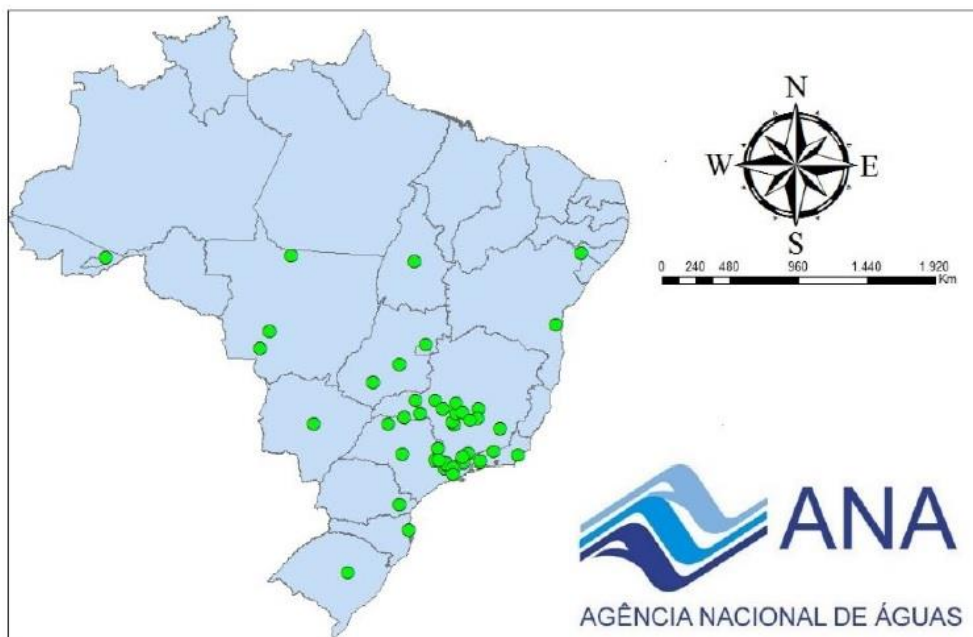 N
W E
S
0 240 480 960 1.440 1.920
Km
ANA
AGÊNCIA NACIONAL DE ÁGUAS